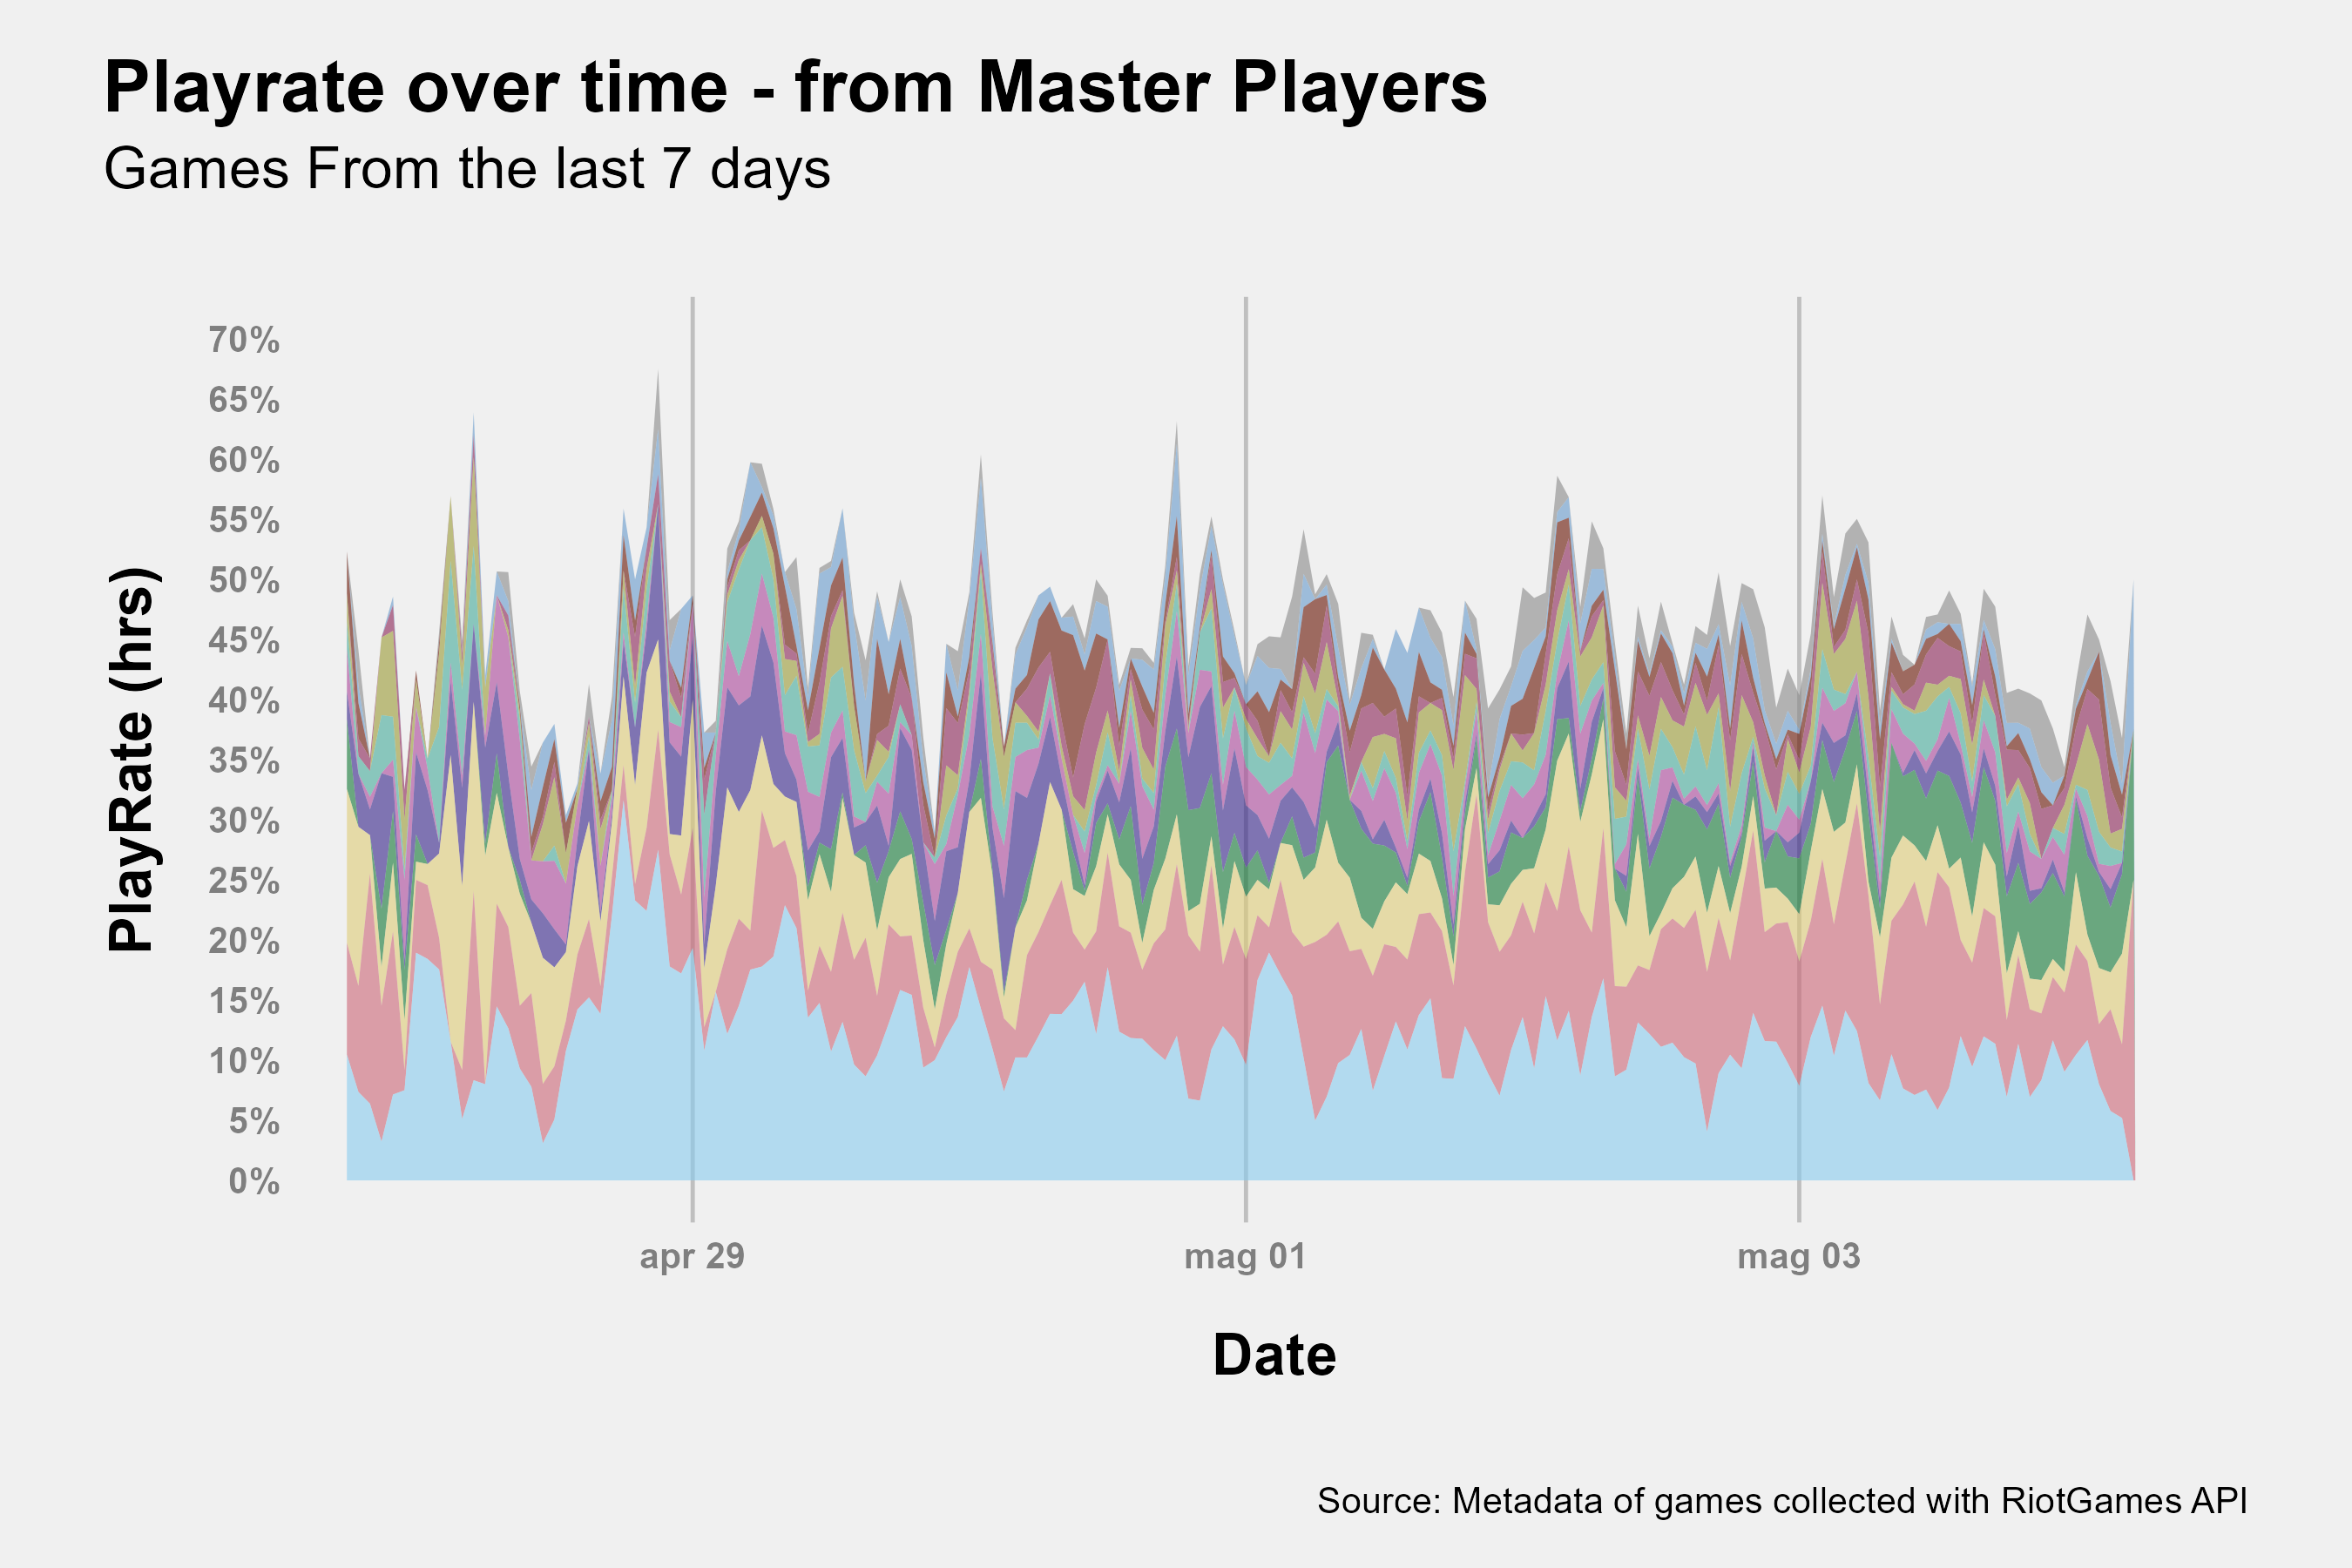 Playrate over time - from Master Players
Games From the last 7 days
PlayRate (hrs)
70%
65%
60%
55%
50%
45%
40%
35%
30%
25%
20%
15%
10%
5%
0%
apr 29
mag 01
mag 03
Date
Source: Metadata of games collected with RiotGames API